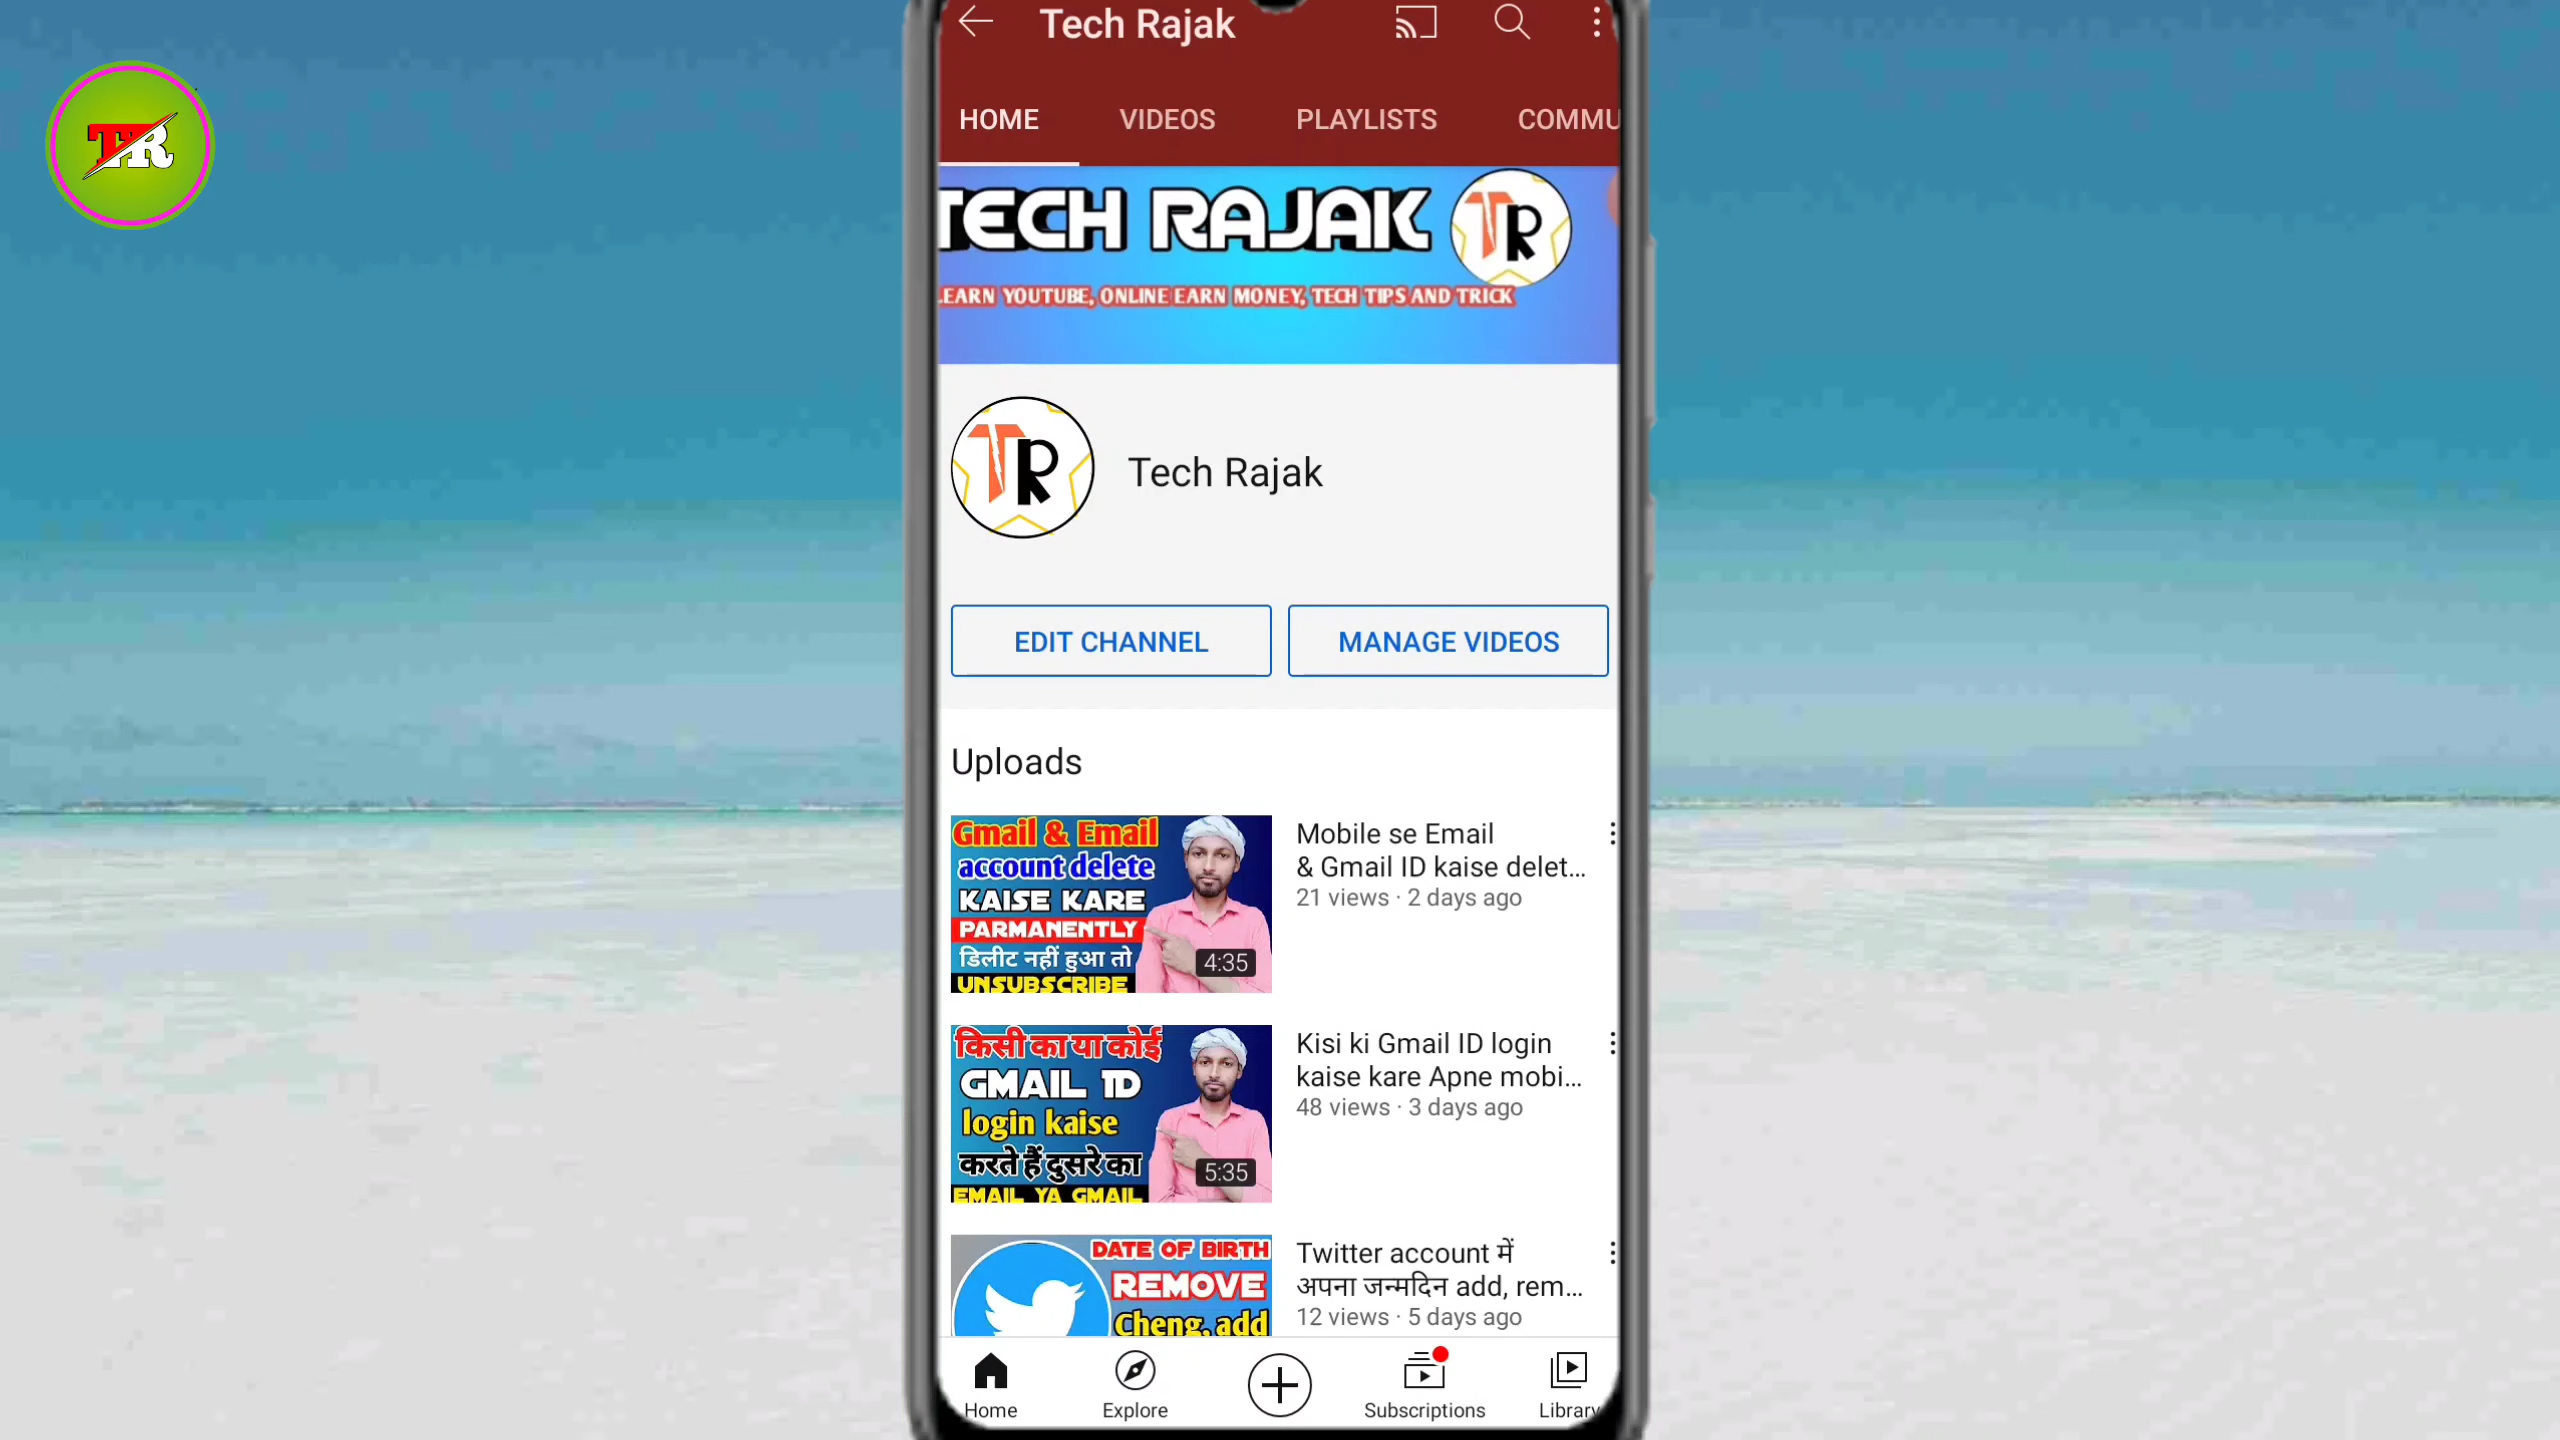 Tech Rajak
HOME VIDEOS PLAYLISTS COMMU
TR
TECH RAJAK TR
LEARN YOUTUBE, ONLINE EARN MONEY, TECH TIPS AND TRICK
TR
Tech Rajak
EDIT CHANNEL MANAGE VIDEOS
Uploads
Gmail & Email
account delete
KAISE KARE
PARMANENTLY
डिलीट नहीं हुआ तो
UNSUBSCRIBE
4:35
Mobile se Email
& Gmail ID kaise delet...
21 views · 2 days ago
किसी का या कोई
GMAIL ID
login kaise
करते हैं दुसरे का
EMAIL YA GMAIL
5:35
Kisi ki Gmail ID login
kaise kare Apne mobi...
48 views · 3 days ago
DATE OF BIRTH
REMOVE
Cheng, add
Twitter account में
अपना जन्मदिन add, rem...
12 views · 5 days ago
Home Explore Subscriptions Library